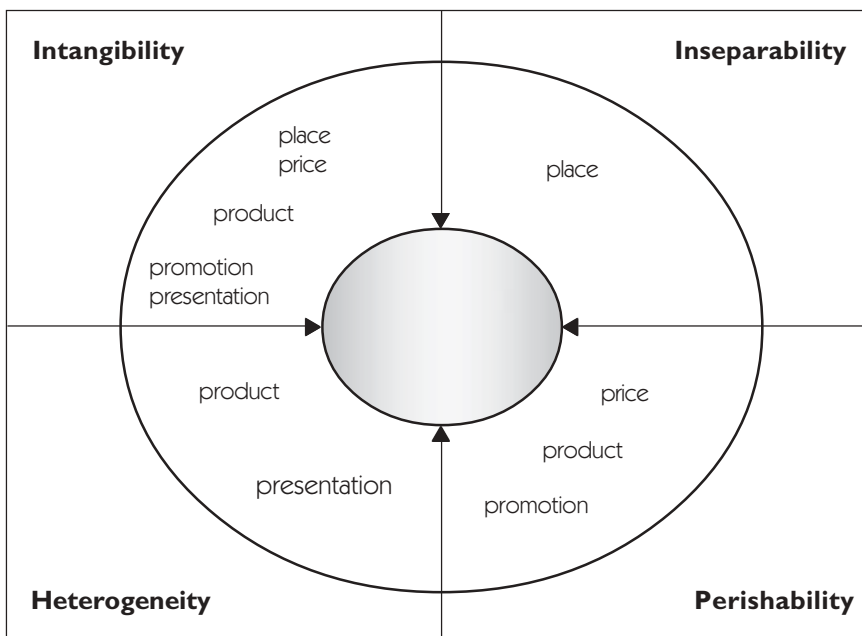 Intangibility
place
price
product
promotion
presentation
Inseparability
place
product
presentation
Heterogeneity
price
product
promotion
Perishability